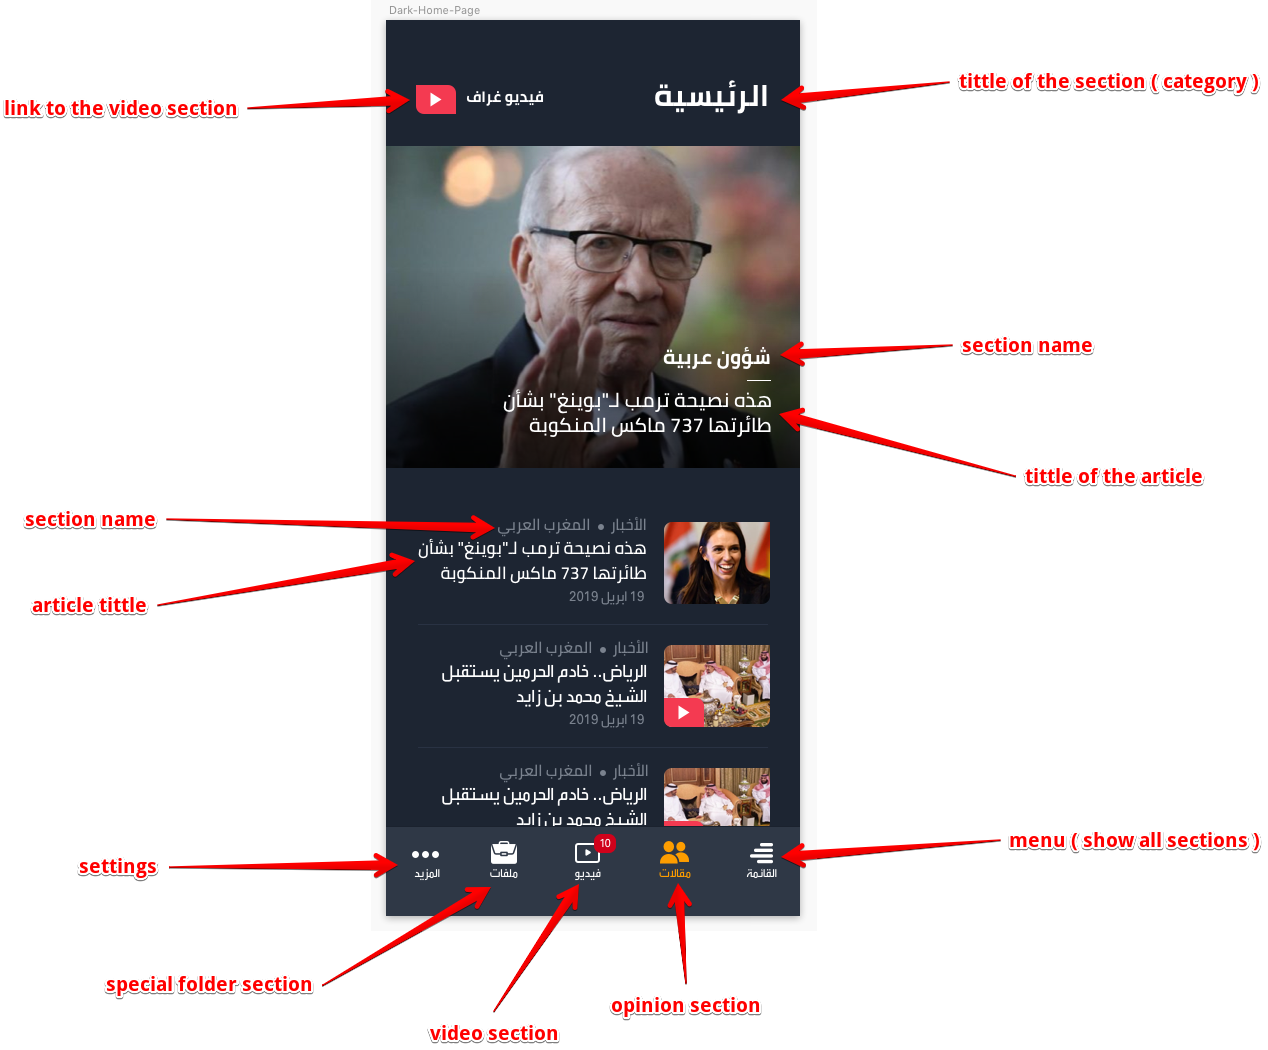 Dark-Home-Page
tittle of the section ( category )
الرئيسية
فيديو غراف
link to the video section
شؤون عربية
section name
هذه نصيحة ترمب لـ"بوينغ" بشأن
طائرتها 737 ماكس المنكوبة
tittle of the article
الأخبار • المغرب العربي
section name
هذه نصيحة ترمب لـ"بوينغ" بشأن
طائرتها 737 ماكس المنكوبة
19 ابريل 2019
article tittle
الأخبار • المغرب العربي
الرياض.. خادم الحرمين يستقبل
الشيخ محمد بن زايد
19 ابريل 2019
الأخبار • المغرب العربي
الرياض.. خادم الحرمين يستقبل
الشيخ محمد بن زايد
menu ( show all sections )
10
القائمة
مقالات
فيديو
ملفات
المزيد
settings
special folder section
opinion section
video section